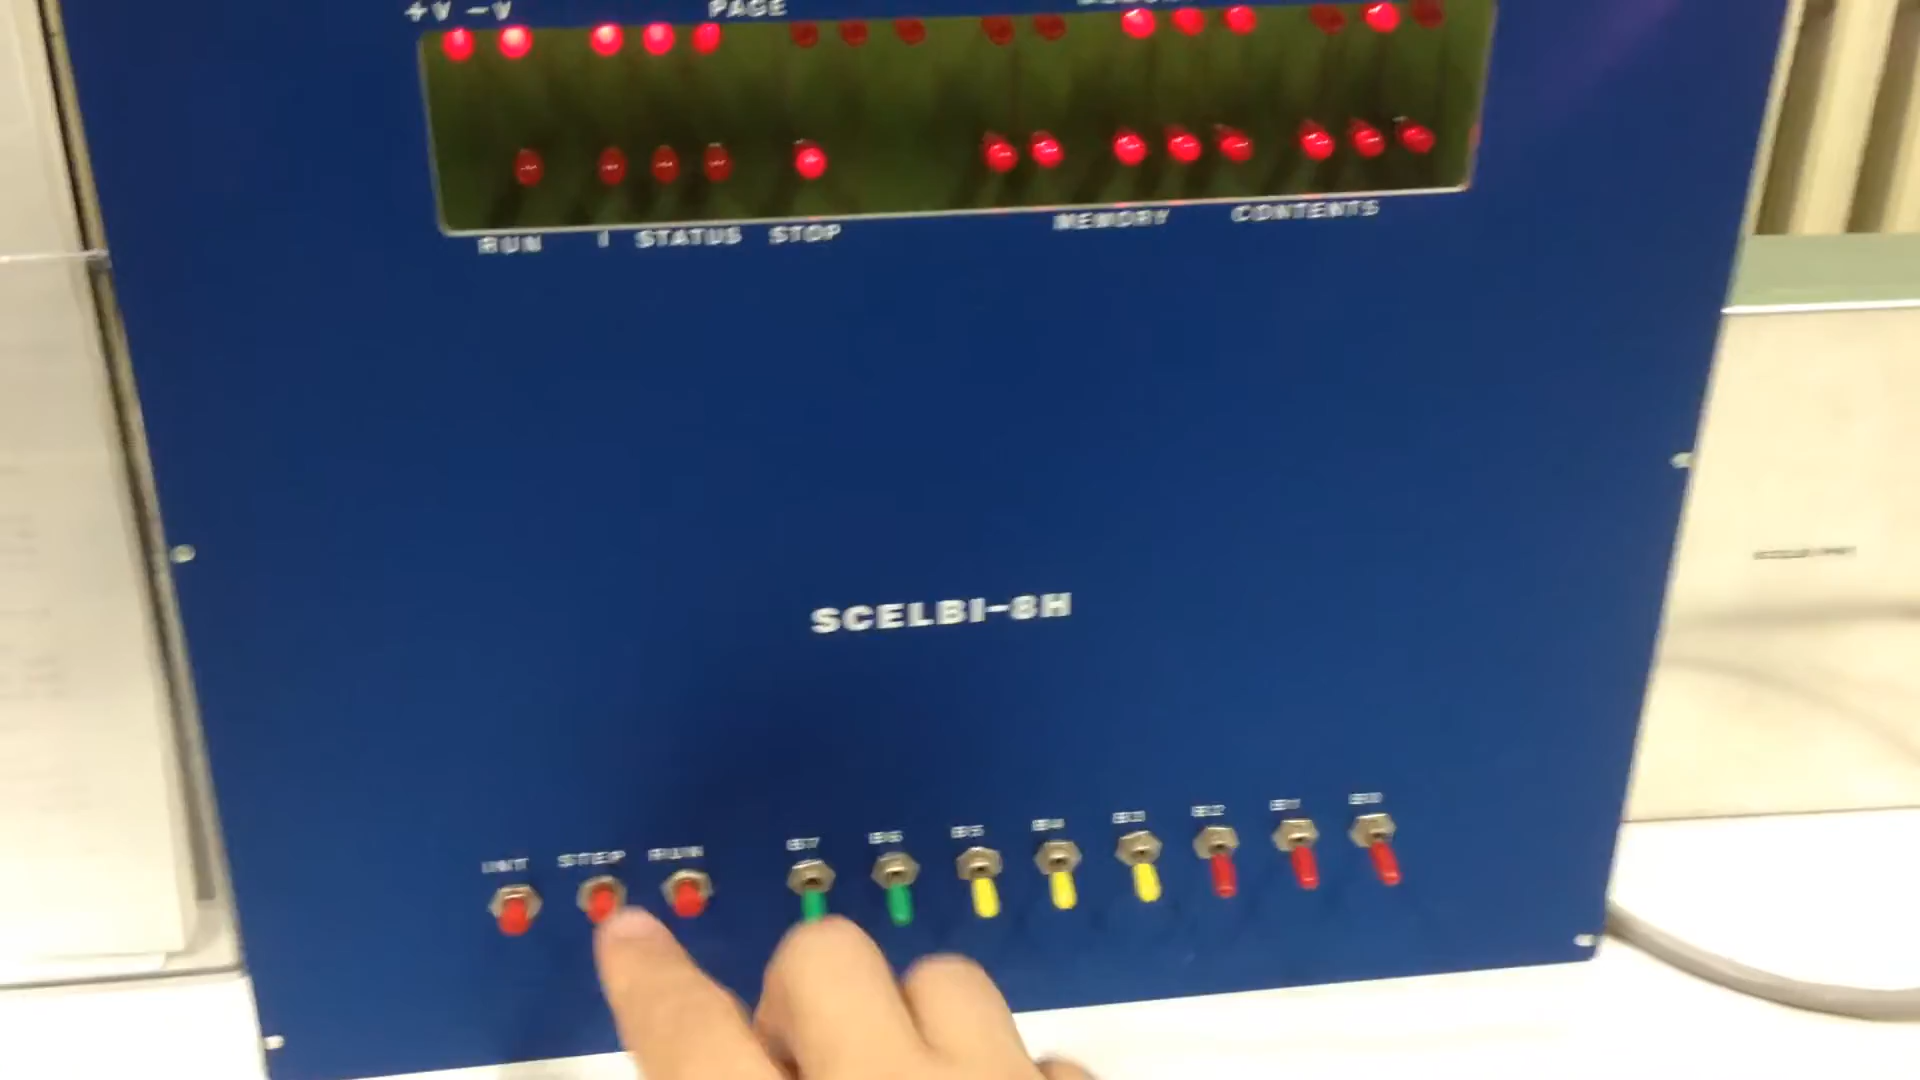 +V -V PAGE
RUN I STATUS STOP MEMORY CONTENTS
SCELBI-8H
INT STEP RUN B7 B6 B5 B4 B3 B2 B1 B0